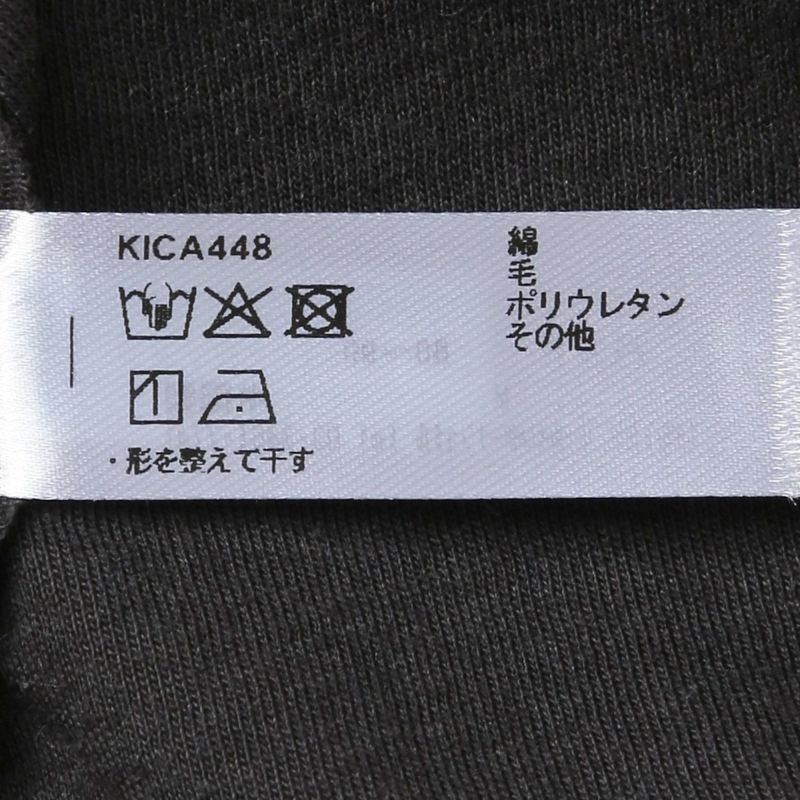 KICA448
綿
毛
ポリウレタン
その他
・形を整えて干す